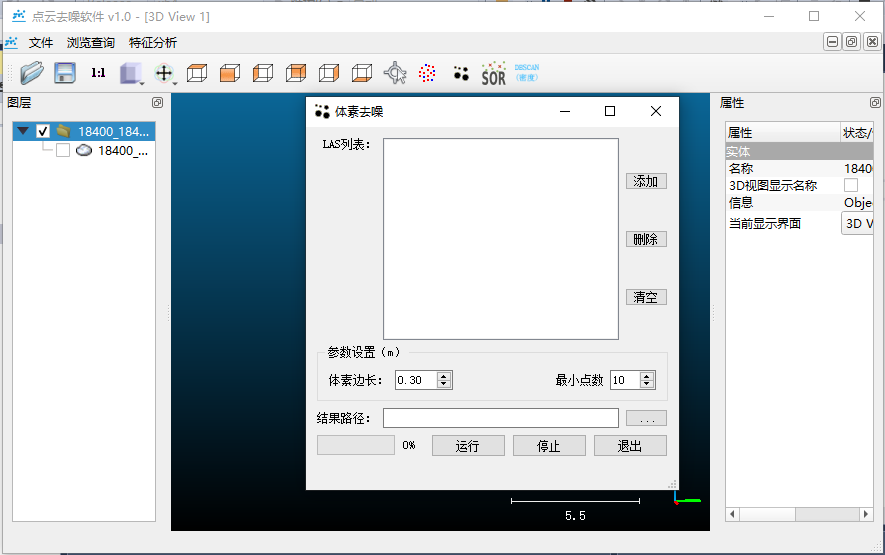 点云去噪软件 v1.0 - [3D View 1]
文件 浏览查询 特征分析
1:1 SOR DBSCAN
(密度)
图层
18400_184...
18400_...
体素去噪
LAS列表：
添加
删除
清空
参数设置（m）
体素边长： 0.30 最小点数 10
结果路径： ...
0% 运行 停止 退出
5.5
属性
属性 状态/
实体
名称 1840
3D视图显示名称
信息 Obje
当前显示界面 3D V